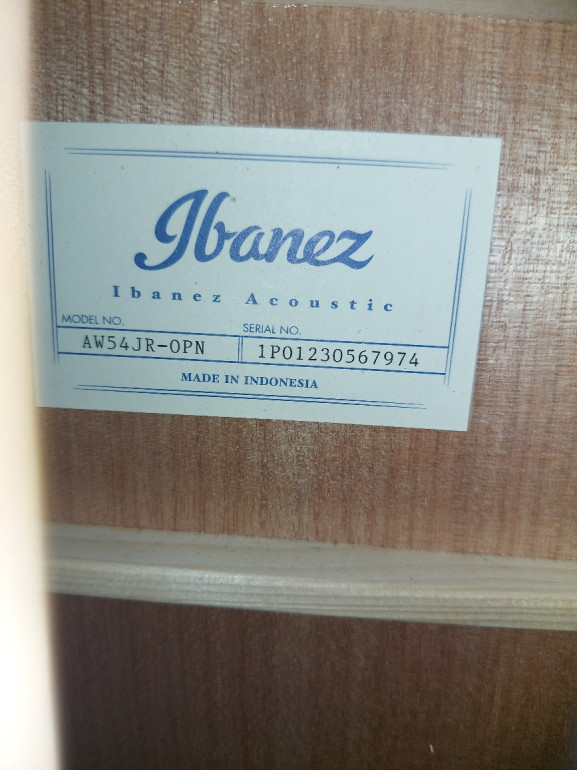 Ibanez
Ibanez Acoustic
MODEL NO. SERIAL NO.
AW54JR-OPN 1P01230567974
MADE IN INDONESIA